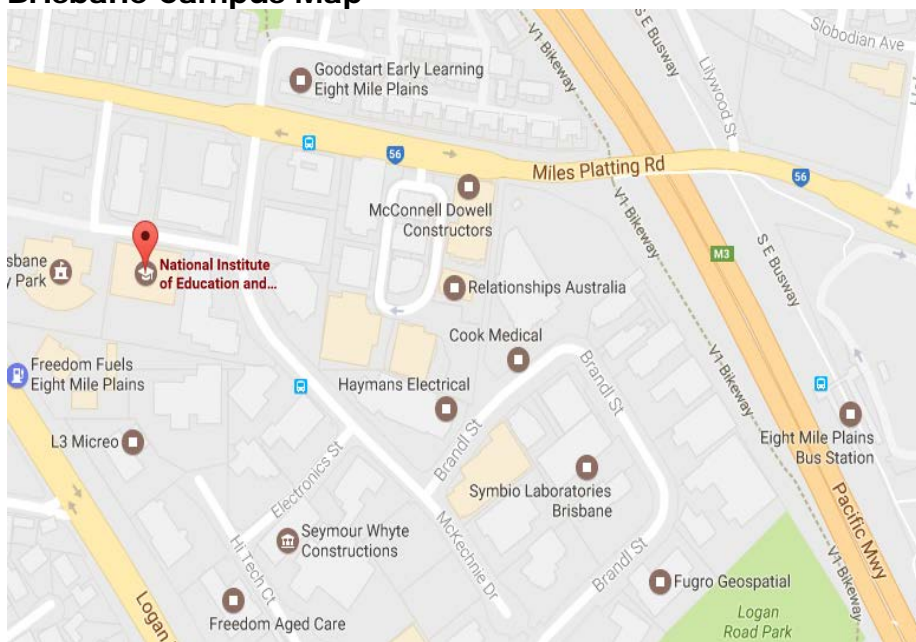 Brisbane Campus Map
Slobodian Ave
Goodstart Early Learning
Eight Mile Plains
V1 Bikeway
S E Busway
Lilywood St
56
Miles Platting Rd
56
McConnell Dowell
Constructors
V1 Bikeway
M3
S E Busway
sbane
y Park
National Institute
of Education and...
Relationships Australia
Cook Medical
Freedom Fuels
Eight Mile Plains
Haymans Electrical
Brandl St
V1 Bikeway
L3 Micreo
Electronics St
Brandl St
Eight Mile Plains
Bus Station
Symbio Laboratories
Brisbane
McKechnie Dr
Seymour Whyte
Constructions
Hi Tech Ct
Brandl St
Pacific Mwy
V1 Bikeway
Fugro Geospatial
Logan
Freedom Aged Care
Logan
Road Park